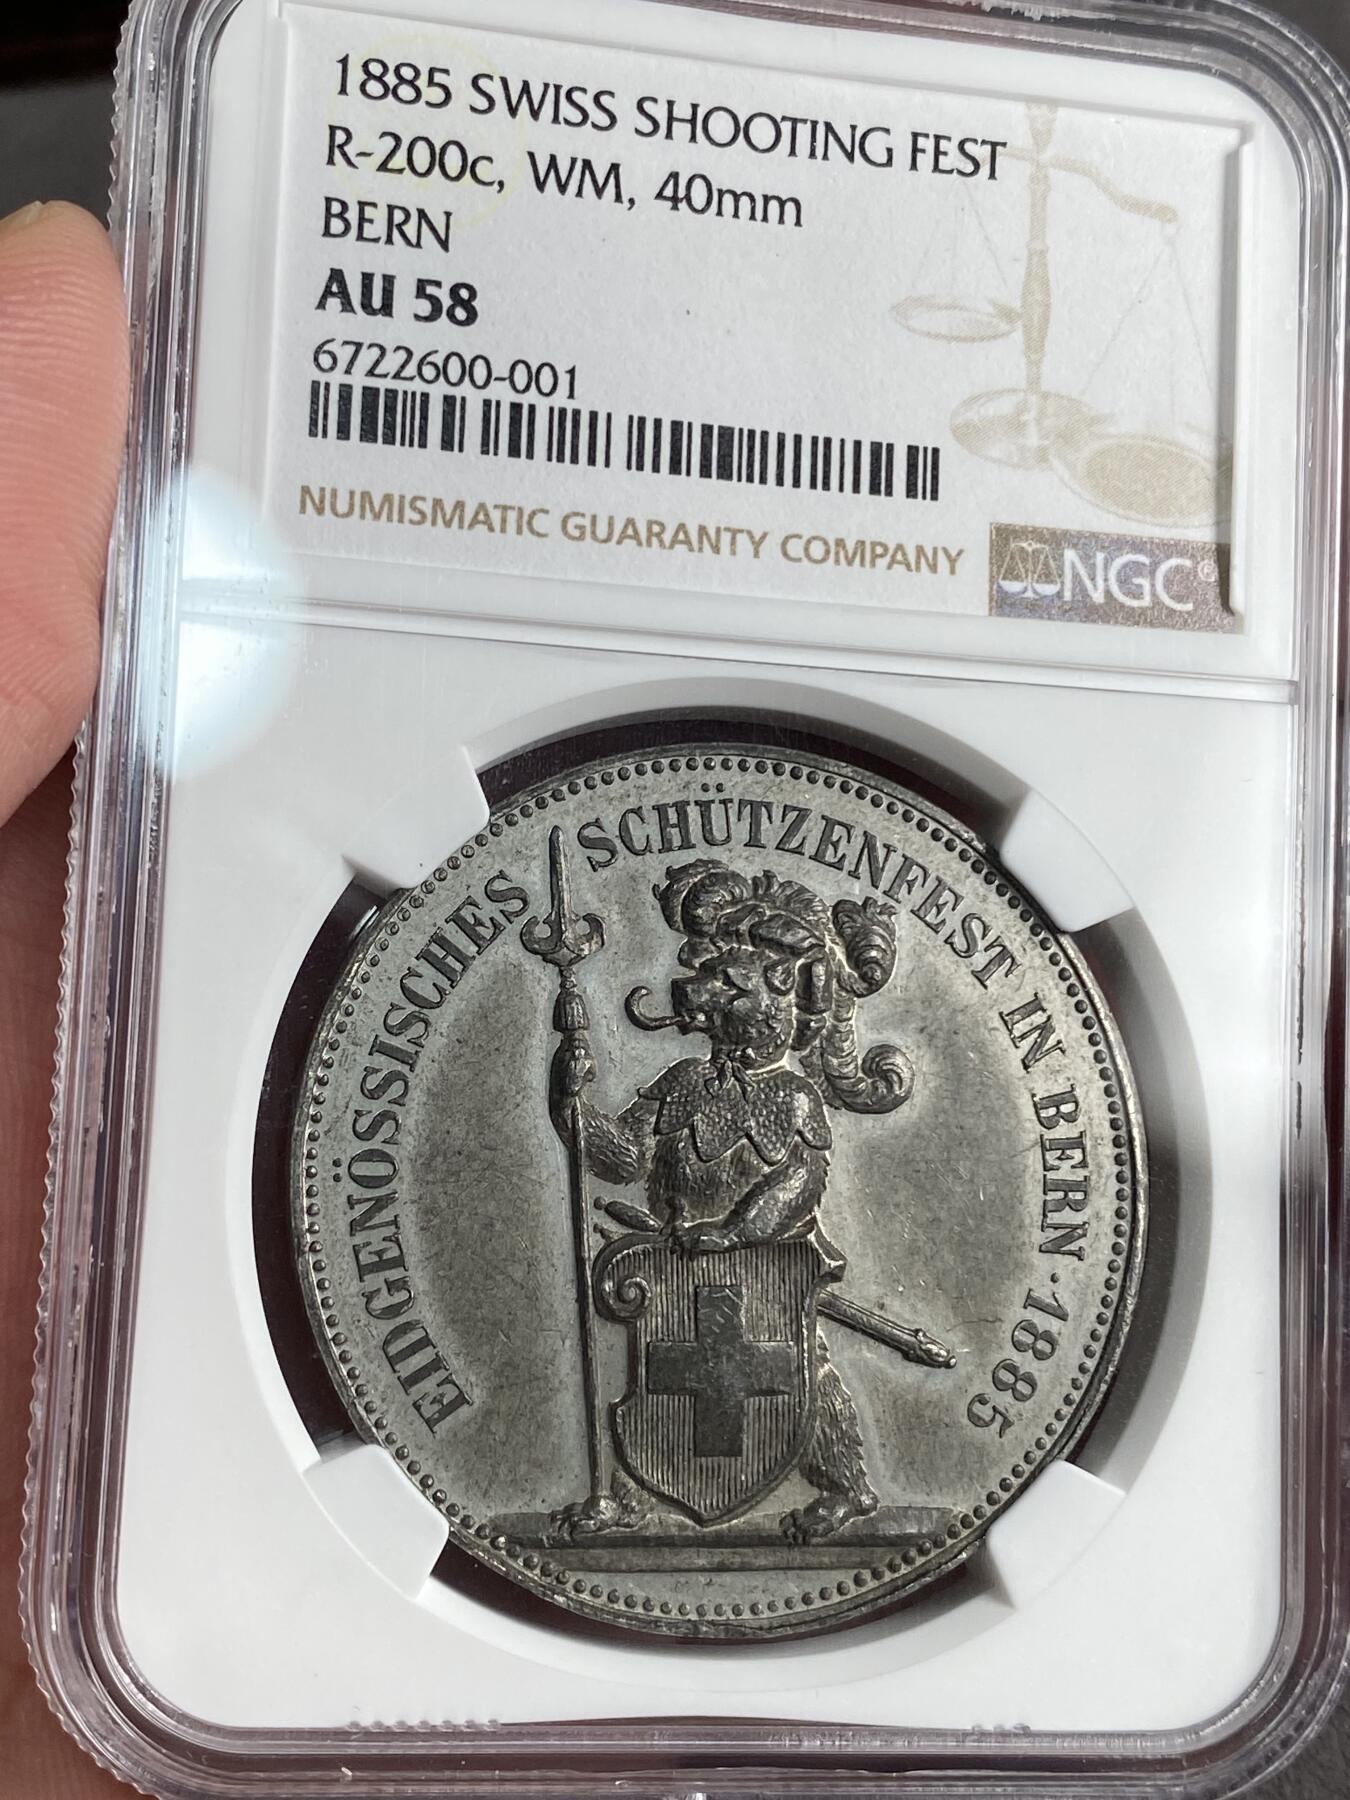 1885 SWISS SHOOTING FEST
R-200c, WM, 40mm
BERN
AU 58
6722600-001
NUMISMATIC GUARANTY COMPANY
NGC®
EIDGENÖSSISCHES SCHÜTZENFEST IN BERN · 1885